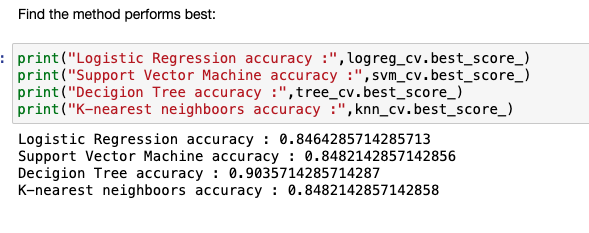 Find the method performs best:
: print("Logistic Regression accuracy :",logreg_cv.best_score_)
print("Support Vector Machine accuracy :",svm_cv.best_score_)
print("Decigion Tree accuracy :",tree_cv.best_score_)
print("K-nearest neighboors accuracy :",knn_cv.best_score_)
Logistic Regression accuracy : 0.8464285714285713
Support Vector Machine accuracy : 0.8482142857142856
Decigion Tree accuracy : 0.9035714285714287
K-nearest neighboors accuracy : 0.8482142857142858